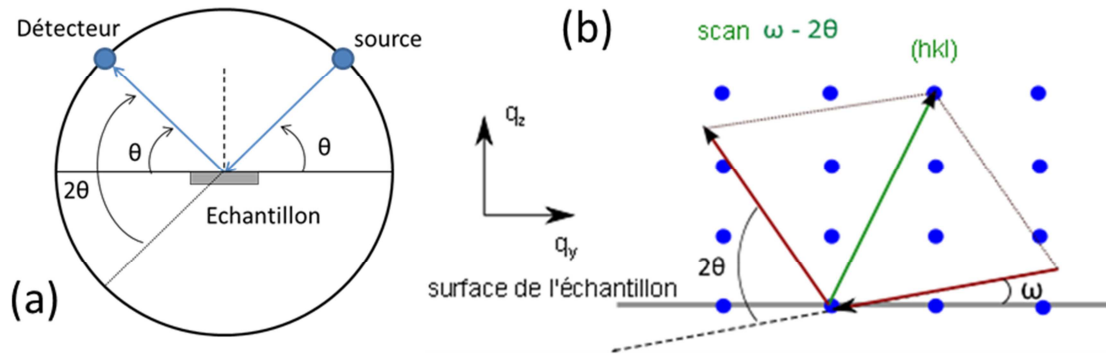 Détecteur
source
θ
θ
2θ
Echantillon
(a)
(b)
scan ω - 2θ
(hkl)
q_z
q_y
2θ
surface de l'échantillon
ω